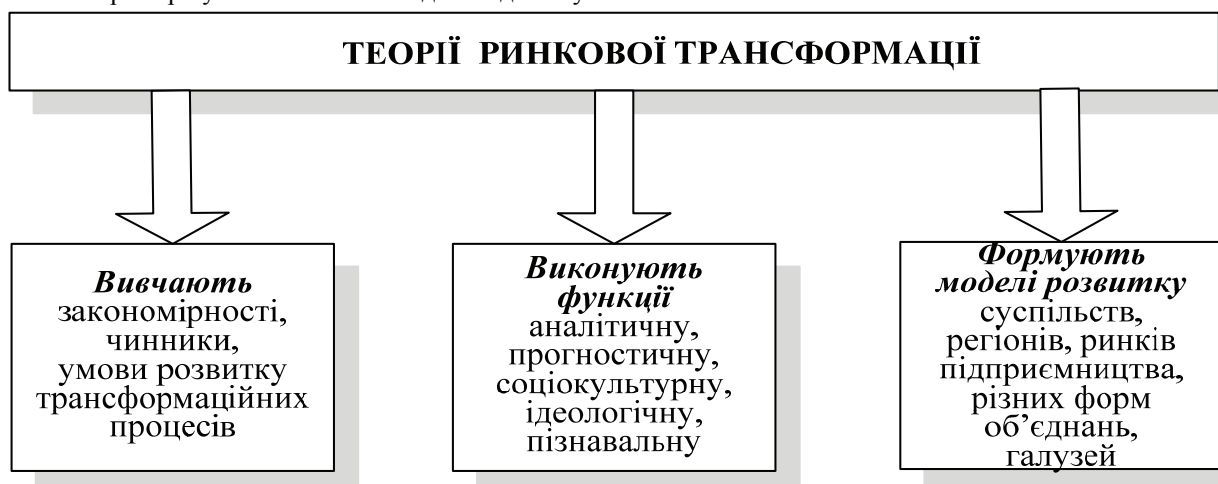 ТЕОРІЇ РИНКОВОЇ ТРАНСФОРМАЦІЇ
Вивчають
закономірності,
чинники,
умови розвитку
трансформаційних
процесів
Виконують
функції
аналітичну,
прогностичну,
соціокультурну,
ідеологічну,
пізнавальну
Формують
моделі розвитку
суспільств,
регіонів, ринків
підприємництва,
різних форм
об’єднань,
галузей